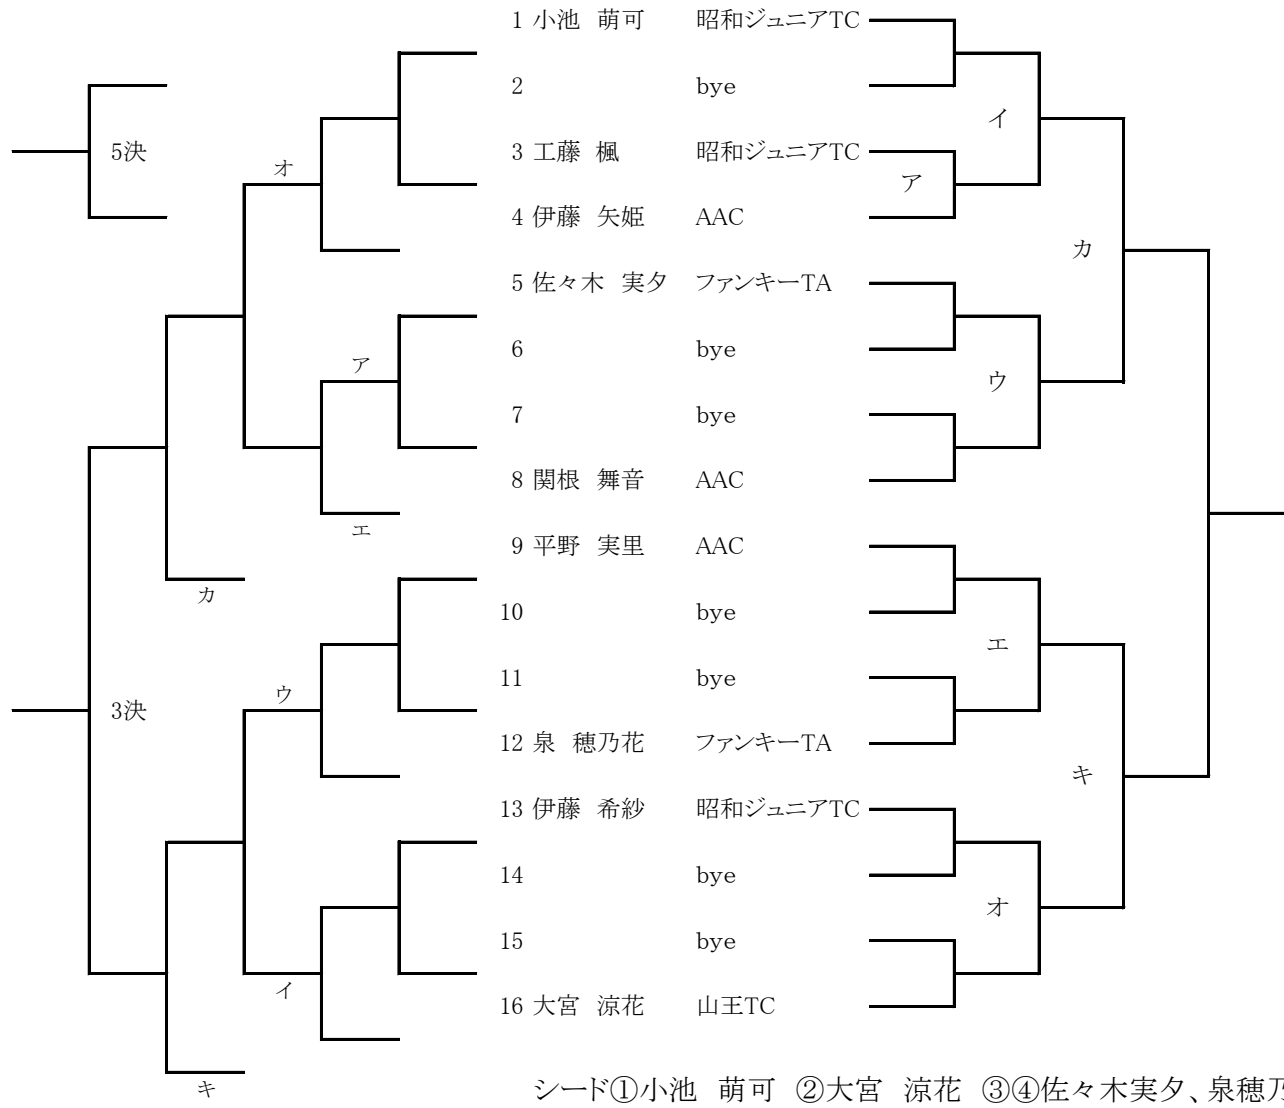 1 小池 萌可 昭和ジュニアTC
2 bye
イ
5決
3 工藤 楓 昭和ジュニアTC
オ
ア
4 伊藤 矢姫 AAC
カ
5 佐々木 実夕 ファンキーTA
6 bye
ア
ウ
7 bye
8 関根 舞音 AAC
エ
9 平野 実里 AAC
カ
10 bye
エ
11 bye
ウ
3決
12 泉 穂乃花 ファンキーTA
キ
13 伊藤 希紗 昭和ジュニアTC
14 bye
オ
15 bye
イ
16 大宮 涼花 山王TC
キ
シード①小池 萌可 ②大宮 涼花 ③④佐々木実夕、泉穂乃